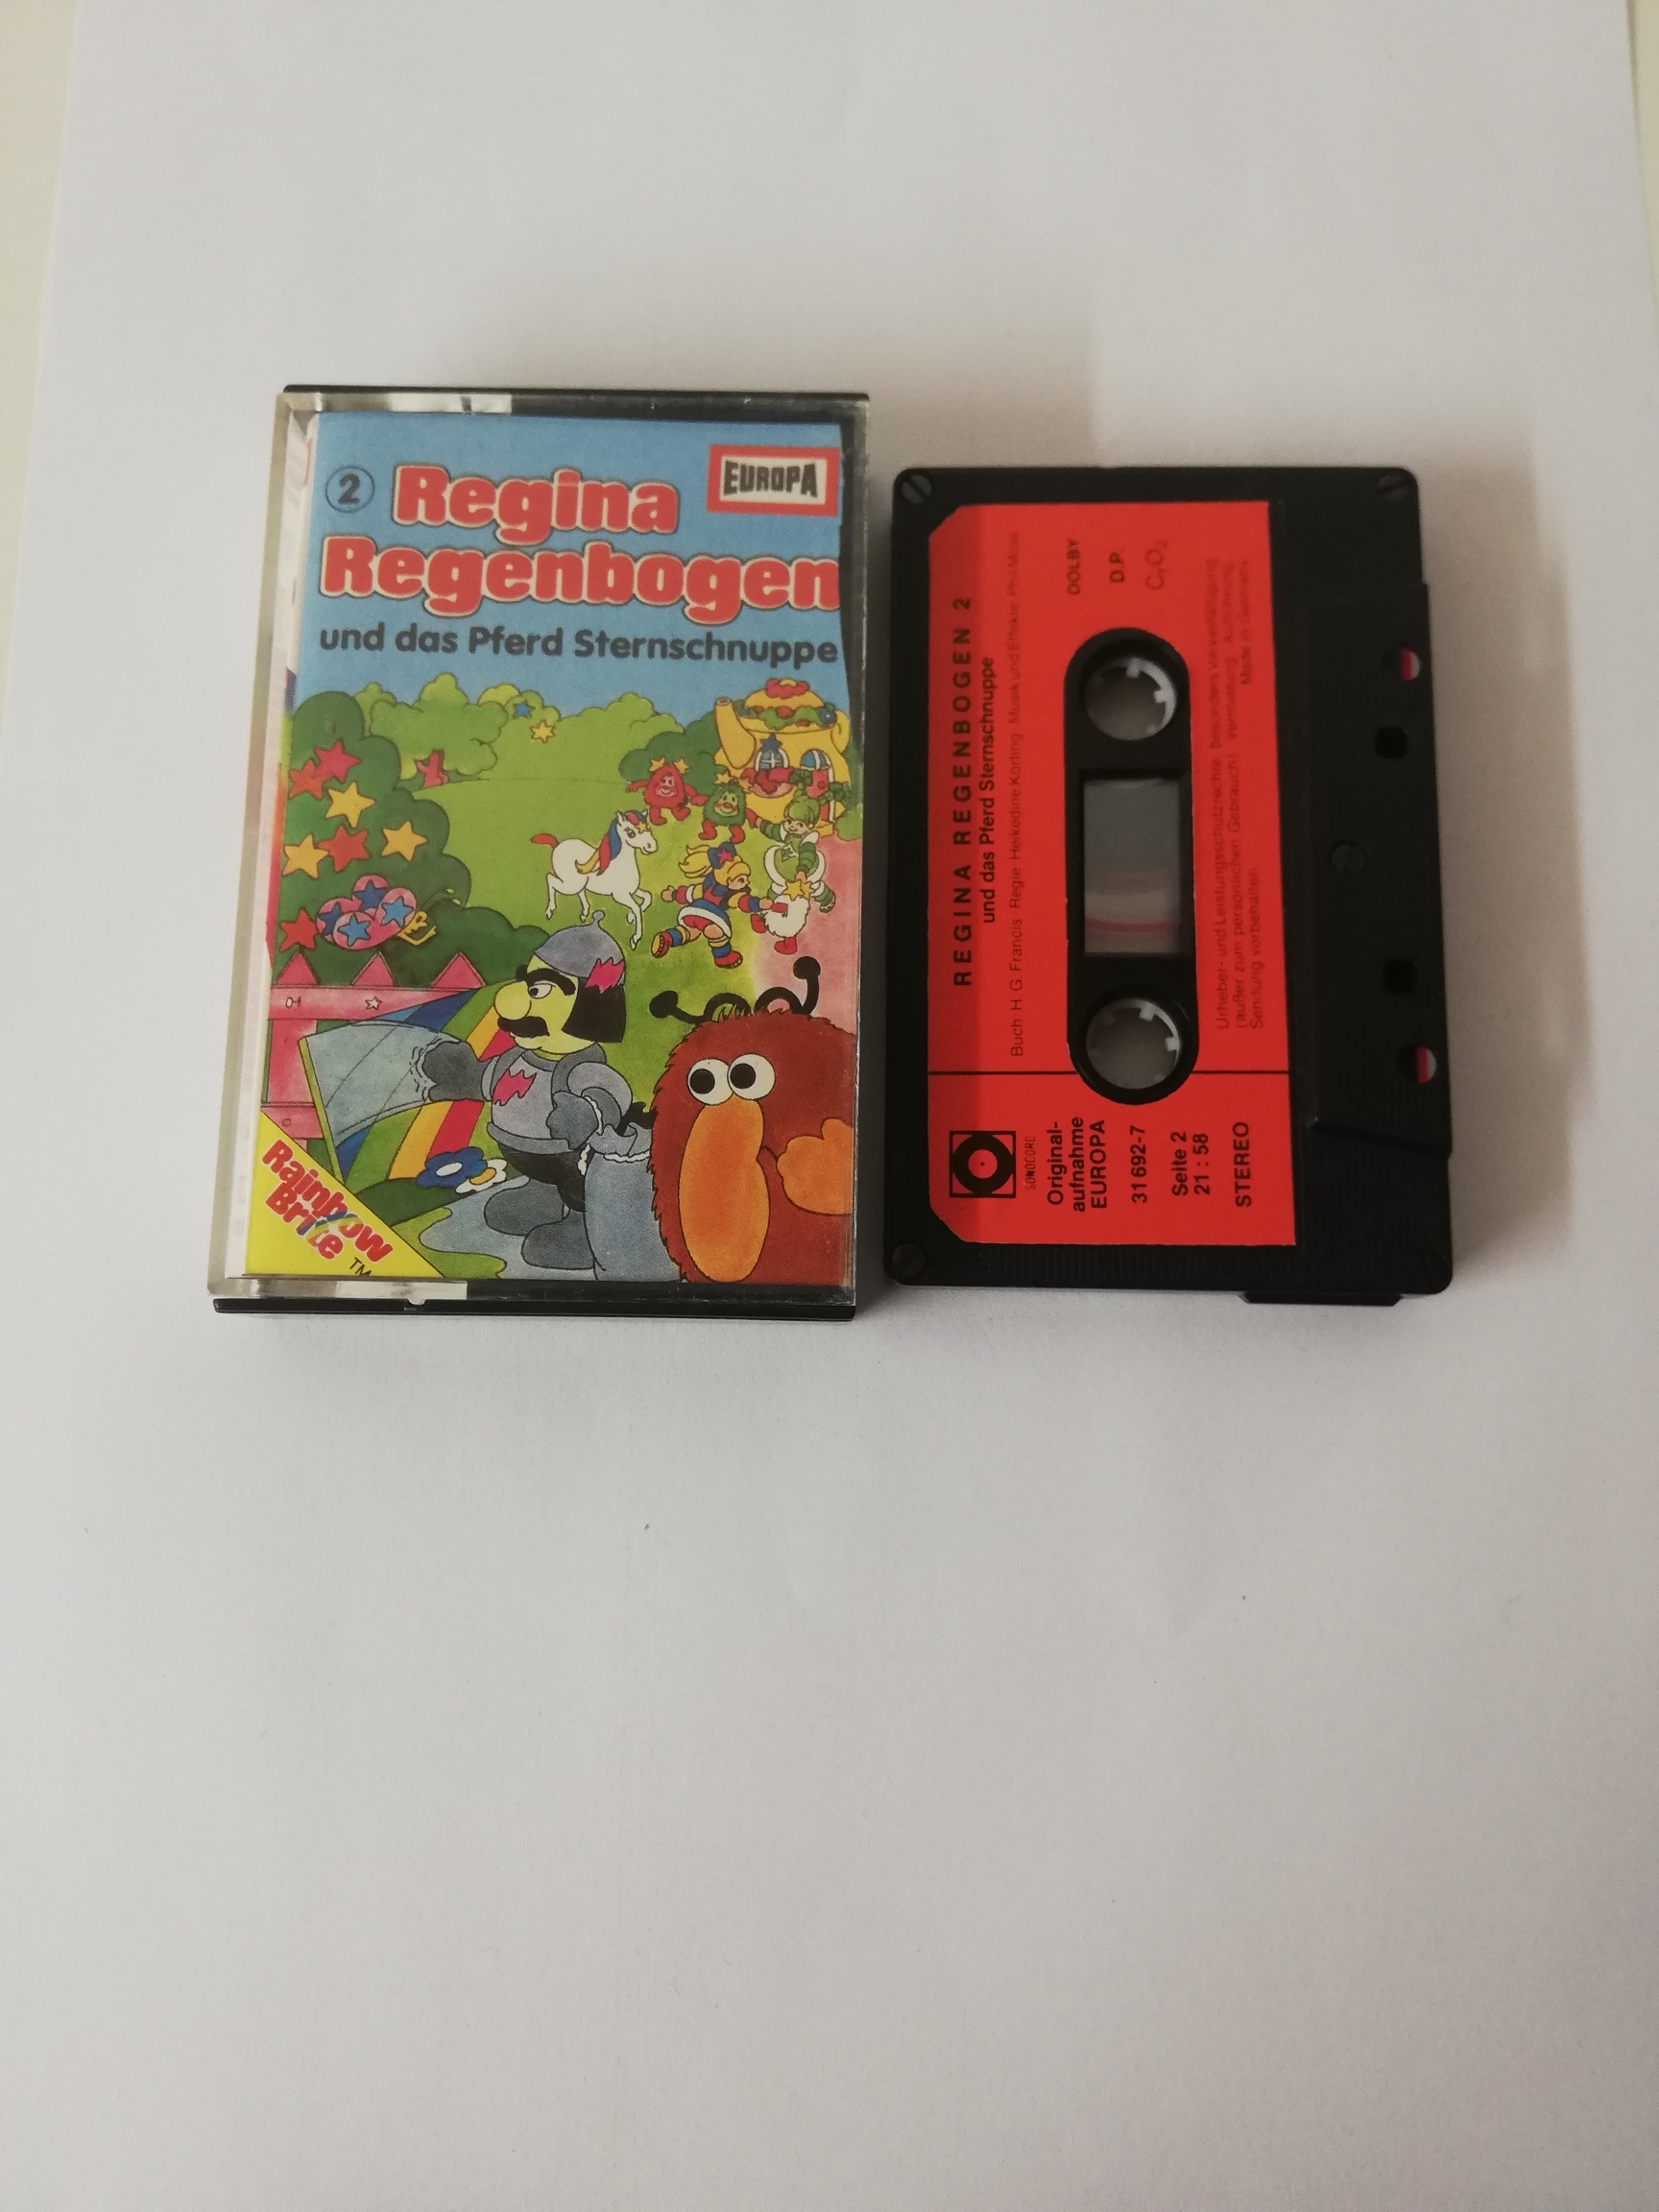 2
Regina
EUROPA
Regenbogen
und das Pferd Sternschnuppe
Rainbow
Brite
TM
REGINA REGENBOGEN 2
und das Pferd Sternschnuppe
Buch: H. G. Francis Regie: Heikedine Körting Musik und Effekte: Phil Moss
DOLBY
D.P.
CrO2
SONOCORD
Original-
aufnahme
EUROPA
31 692-7
Seite 2
21 : 58
STEREO
Urheber- und Leistungsschutzrechte besonders Vervielfältigung
(außer zum persönlichen Gebrauch) Vermietung, Aufführung,
Sendung vorbehalten. Made in Germany